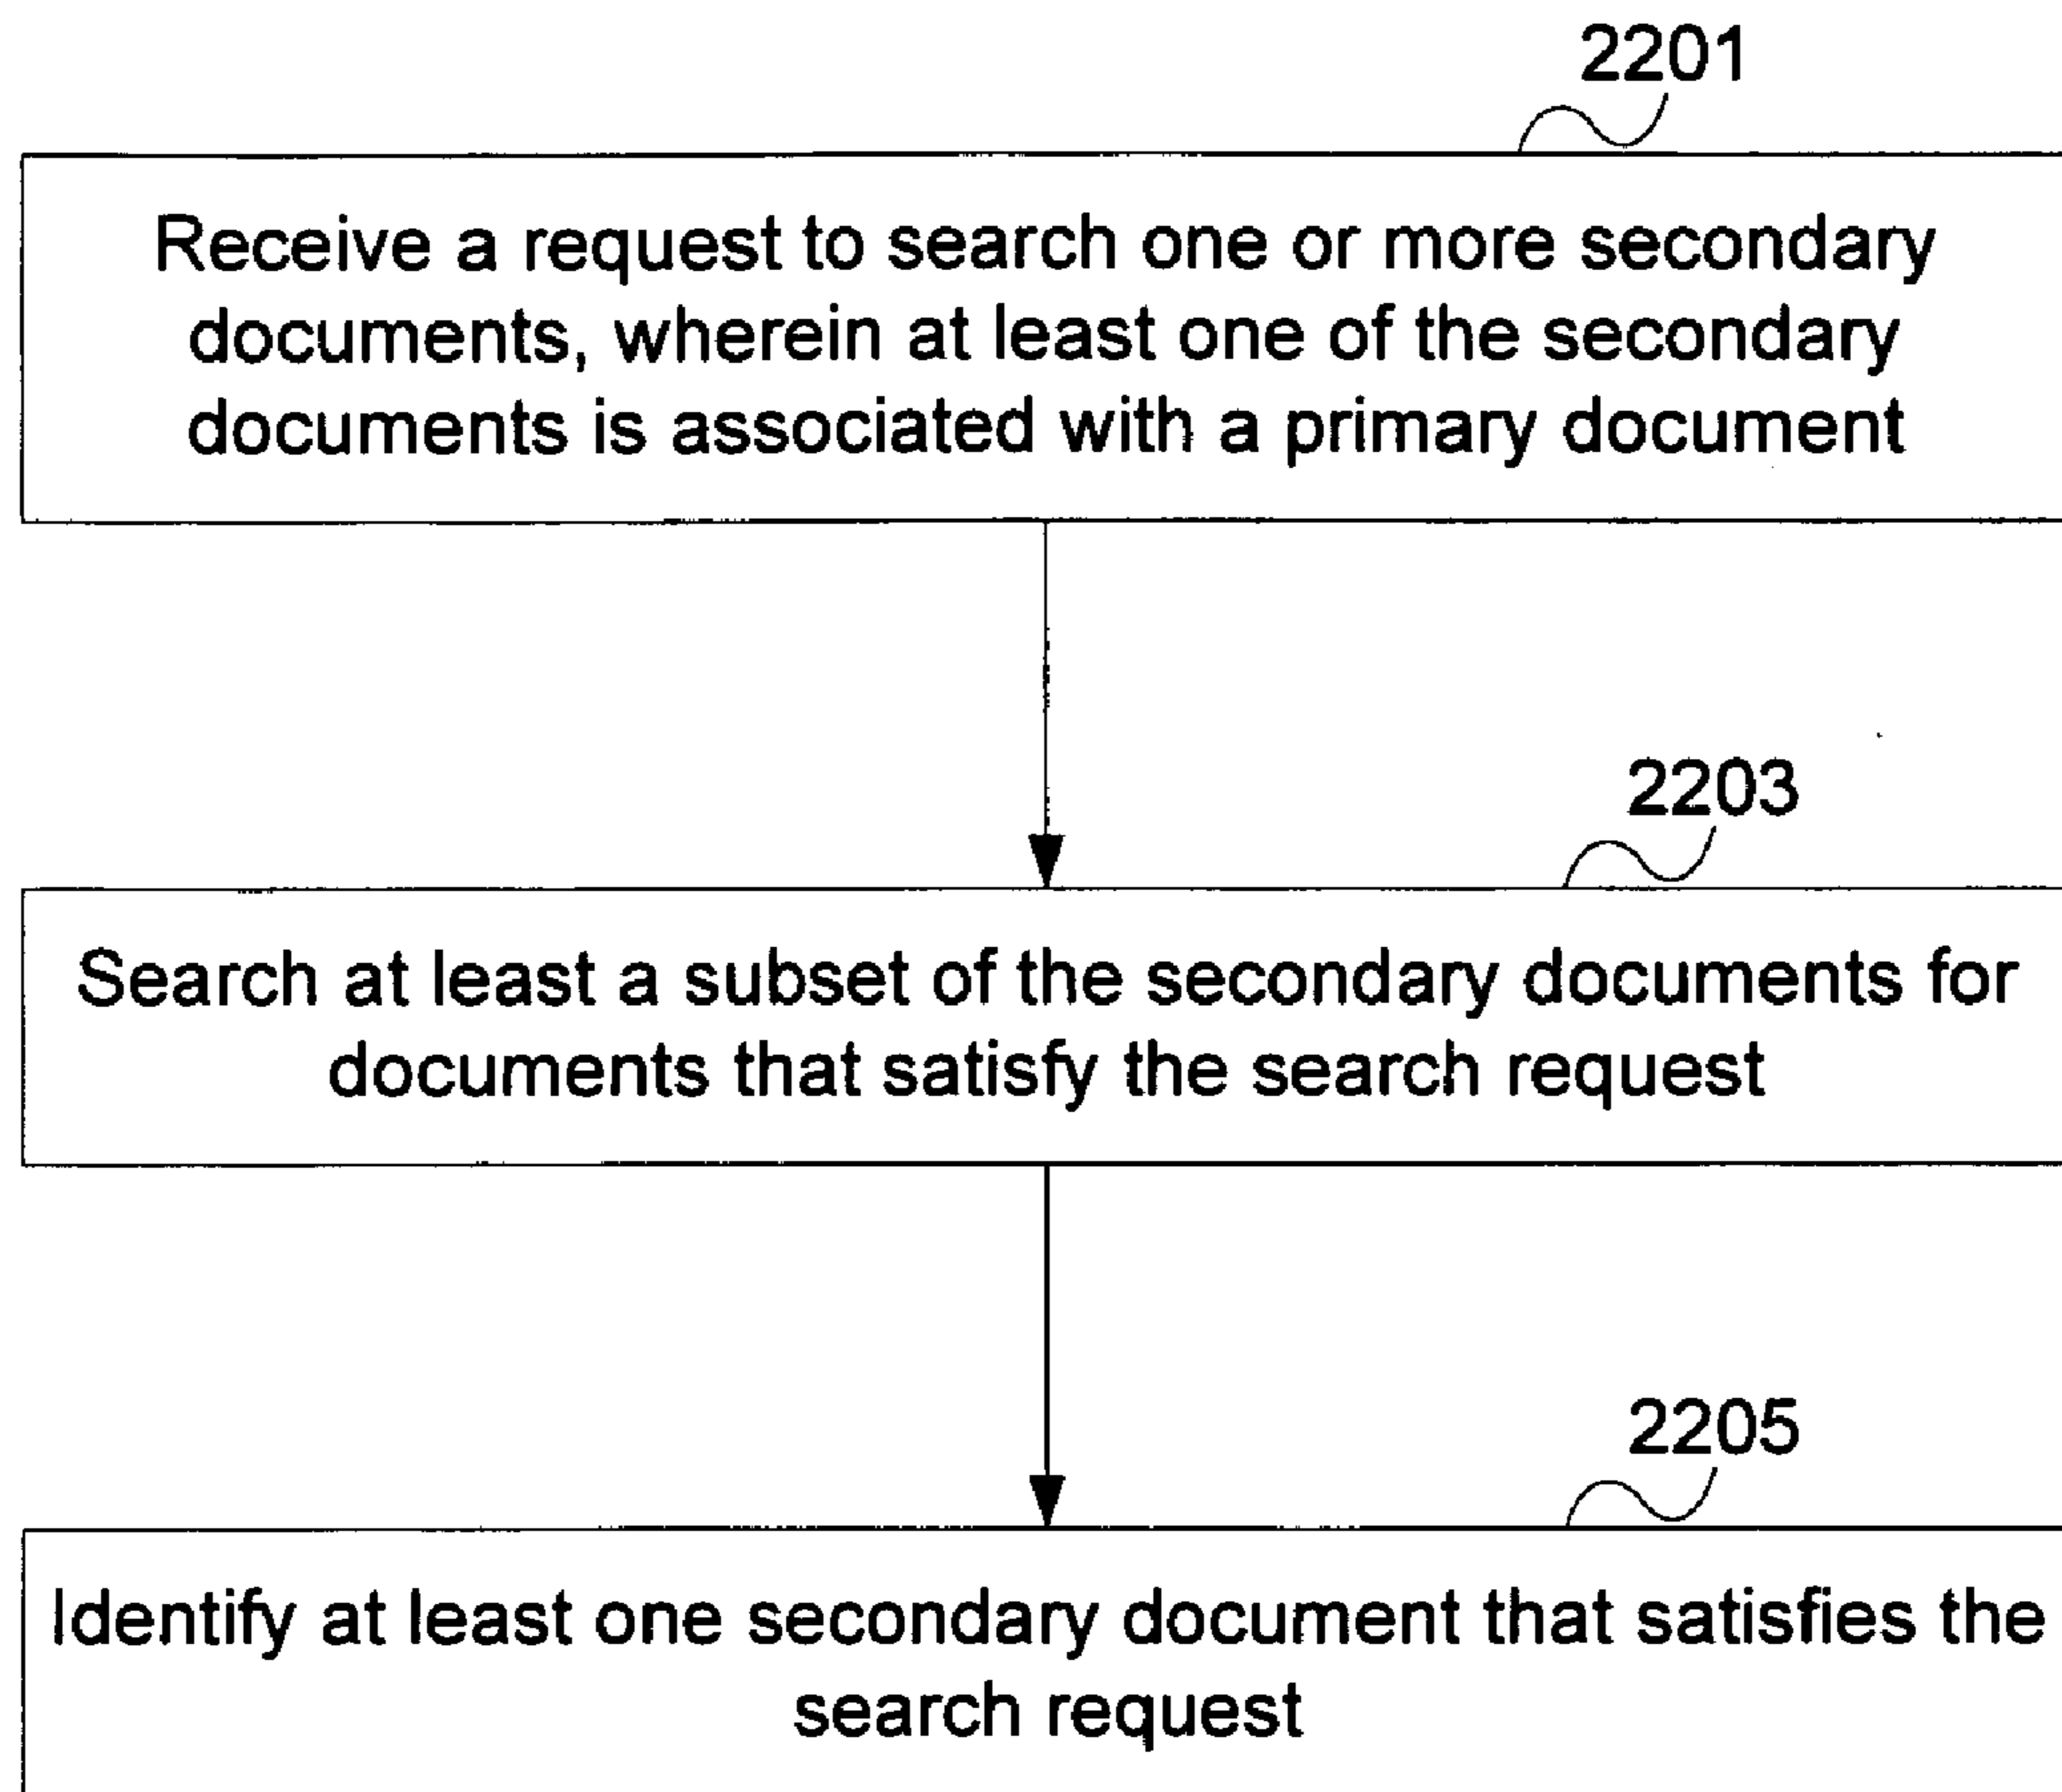 2201
Receive a request to search one or more secondary
documents, wherein at least one of the secondary
documents is associated with a primary document
2203
Search at least a subset of the secondary documents for
documents that satisfy the search request
2205
Identify at least one secondary document that satisfies the
search request